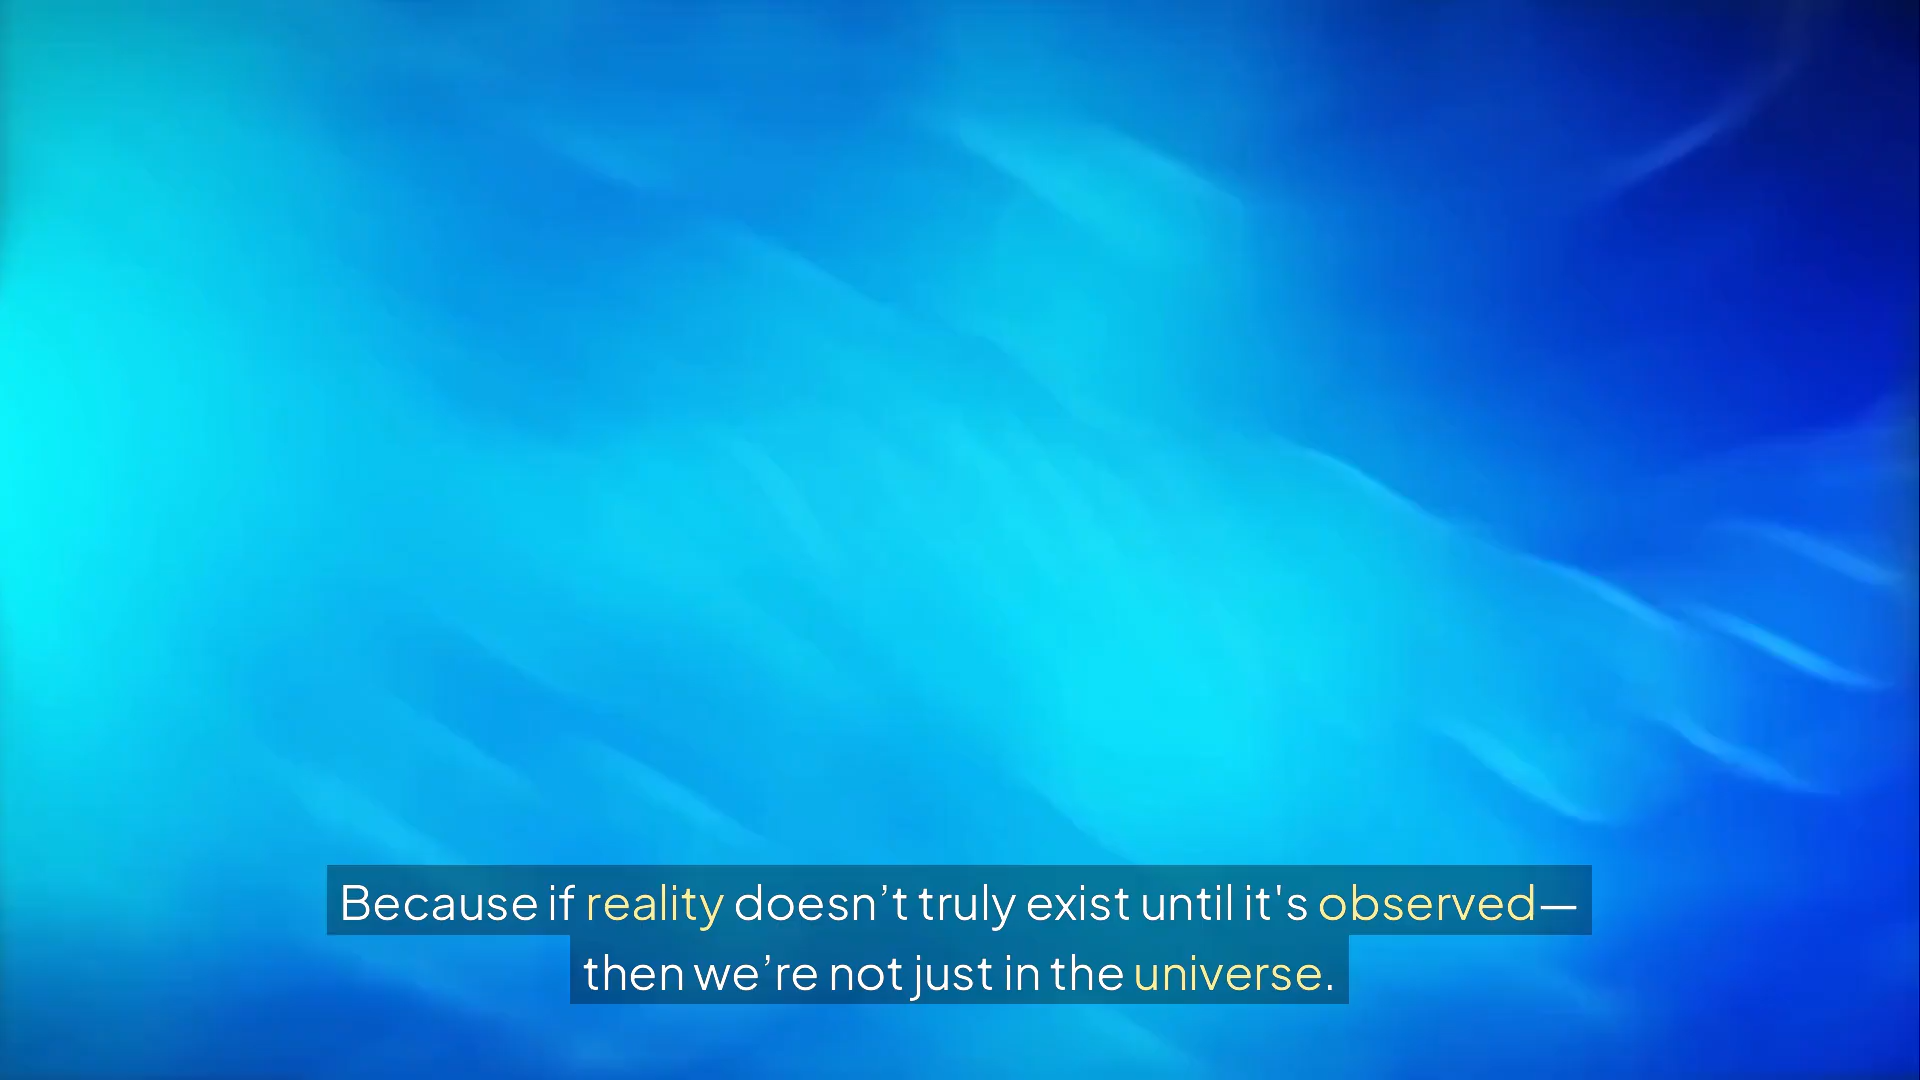 Because if reality doesn’t truly exist until it's observed—
then we’re not just in the universe.